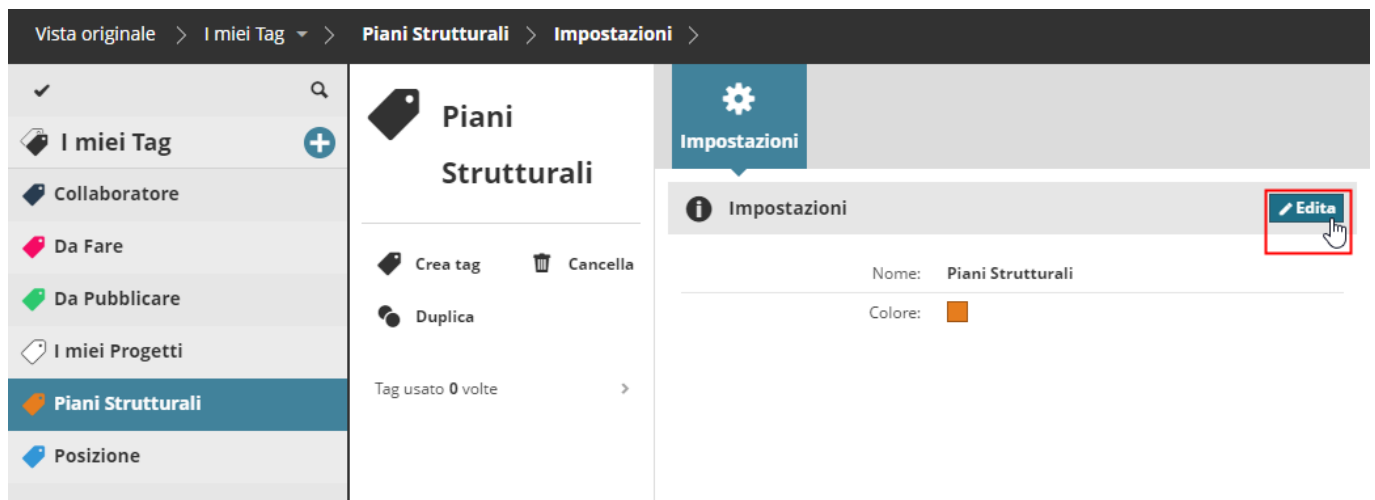 Vista originale > I miei Tag > Piani Strutturali > Impostazioni >
I miei Tag
Collaboratore
Da Fare
Da Pubblicare
I miei Progetti
Piani Strutturali
Posizione
Piani
Strutturali
Crea tag
Cancella
Duplica
Tag usato 0 volte >
Impostazioni
Impostazioni
Edita
Nome: Piani Strutturali
Colore: